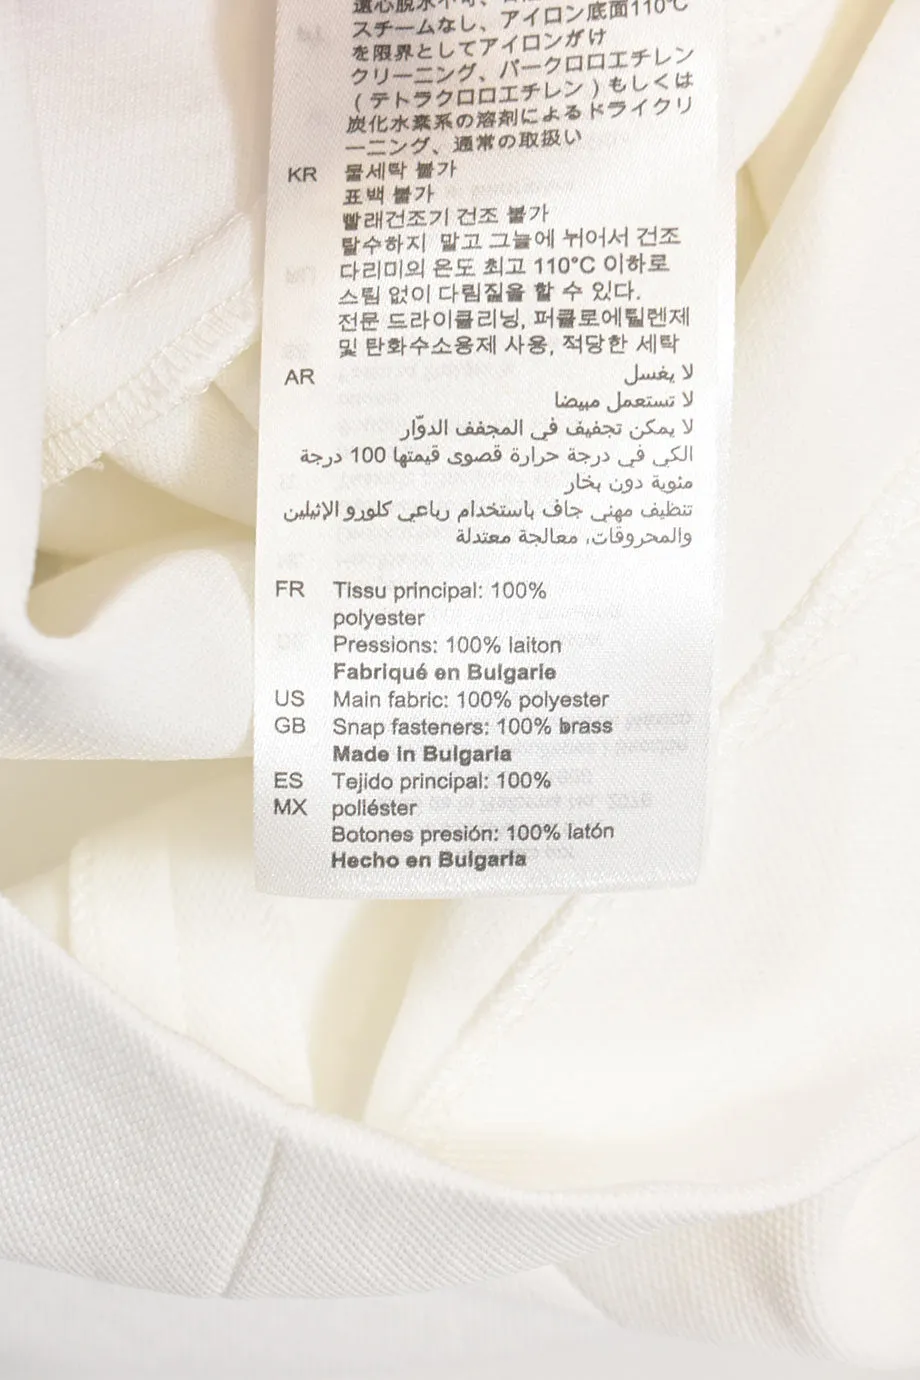 スチームなし、アイロン底面110℃
を限界としてアイロンがけ
クリーニング、パークロロエチレン
(テトラクロロエチレン)もしくは
炭化水素系の溶剤によるドライクリ
ーニング、通常の取扱い
KR 물세탁 불가
표백 불가
빨래건조기 건조 불가
탈수하지 말고 그늘에 뉘어서 건조
다리미의 온도 최고 110°C 이하로
스팀 없이 다림질을 할 수 있다.
전문 드라이클리닝, 퍼클로에틸렌제
및 탄화수소용제 사용, 적당한 세탁
AR لا يغسل
لا تستعمل مبيضا
لا يمكن تجفيف في المجفف الدوّار
الكي في درجة حرارة قصوى قيمتها 100 درجة
مئوية دون بخار
تنظيف مهني جاف باستخدام رباعي كلورو الإثيلين
والمحروقات، معالجة معتدلة
FR Tissu principal: 100%
polyester
Pressions: 100% laiton
Fabriqué en Bulgarie
US Main fabric: 100% polyester
GB Snap fasteners: 100% brass
Made in Bulgaria
ES Tejido principal: 100%
MX poliéster
Botones presión: 100% latón
Hecho en Bulgaria